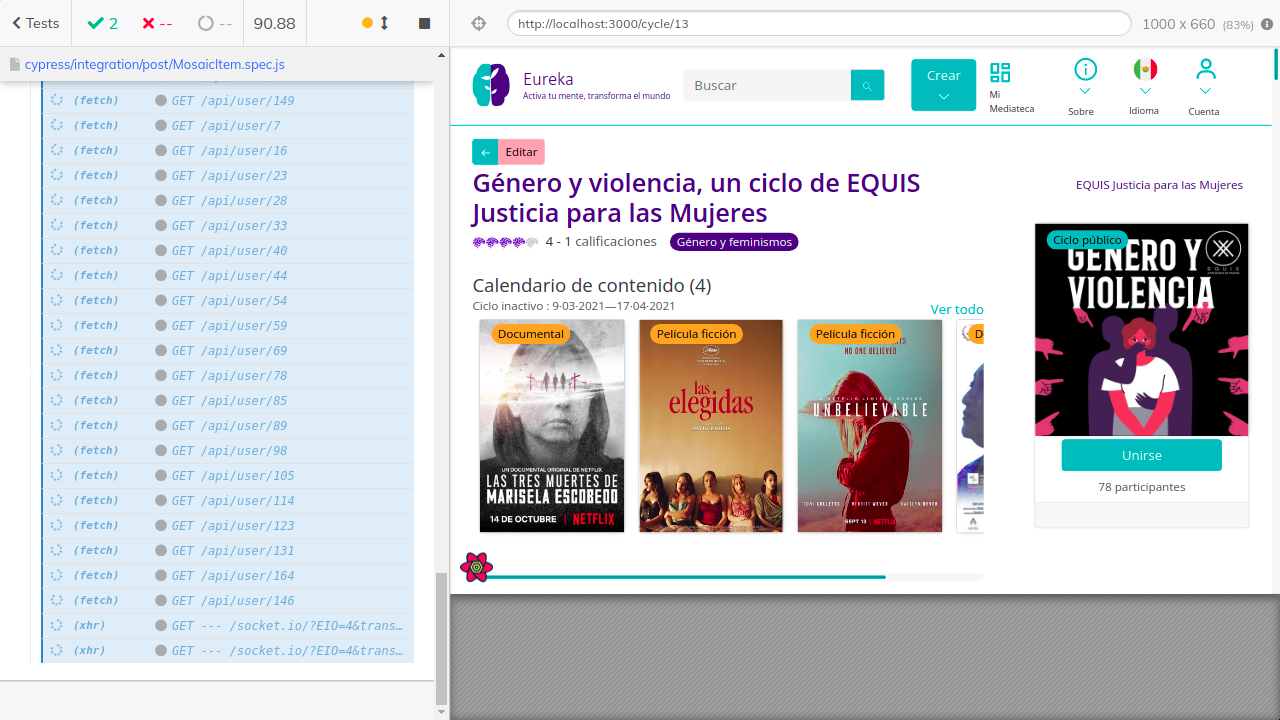 Tests
2
--
--
90.88
http://localhost:3000/cycle/13
1000 x 660 (83%)
cypress/integration/post/MosaicItem.spec.js
(fetch) GET /api/user/149
(fetch) GET /api/user/7
(fetch) GET /api/user/16
(fetch) GET /api/user/23
(fetch) GET /api/user/28
(fetch) GET /api/user/33
(fetch) GET /api/user/40
(fetch) GET /api/user/44
(fetch) GET /api/user/54
(fetch) GET /api/user/59
(fetch) GET /api/user/69
(fetch) GET /api/user/78
(fetch) GET /api/user/85
(fetch) GET /api/user/89
(fetch) GET /api/user/98
(fetch) GET /api/user/105
(fetch) GET /api/user/114
(fetch) GET /api/user/123
(fetch) GET /api/user/131
(fetch) GET /api/user/164
(fetch) GET /api/user/146
(xhr) GET --- /socket.io/?EIO=4&trans…
(xhr) GET --- /socket.io/?EIO=4&trans…
Eureka
Activa tu mente, transforma el mundo
Buscar
Crear
Mi
Mediateca
Sobre
Idioma
Cuenta
Editar
Género y violencia, un ciclo de EQUIS
Justicia para las Mujeres
4 - 1 calificaciones
Género y feminismos
EQUIS Justicia para las Mujeres
Calendario de contenido (4)
Ciclo inactivo : 9-03-2021—17-04-2021
Ver todo
Documental
UN DOCUMENTAL ORIGINAL DE NETFLIX
LAS TRES MUERTES DE
MARISELA ESCOBEDO
14 DE OCTUBRE | NETFLIX
Película ficción
las
elegidas
DAVID PABLOS
Película ficción
NO ONE BELIEVED
A NETFLIX LIMITED SERIES
UNBELIEVABLE
TONI COLLETTE MERRITT WEVER KAITLYN DEVER
SEPT 13 | NETFLIX
D
Ciclo público
GÉNERO Y
VIOLENCIA
EQUIS
Unirse
78 participantes